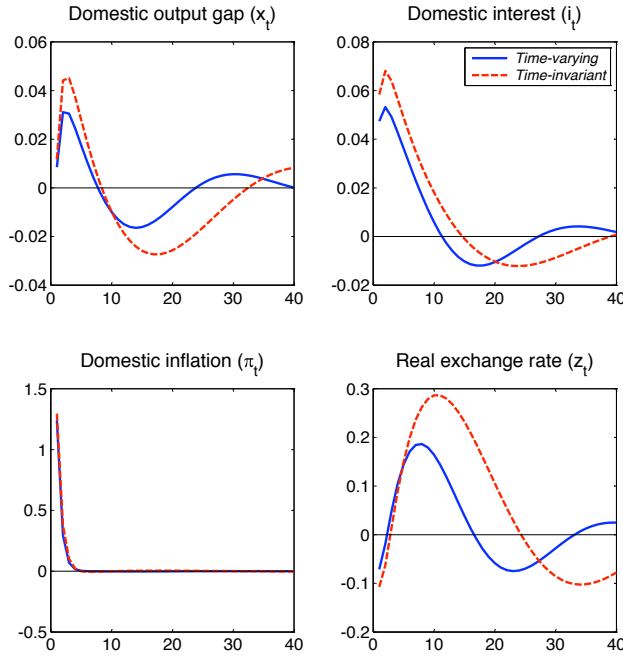 Domestic output gap (x_t)
0.06
0.04
0.02
0
-0.02
-0.04
0 10 20 30 40
Domestic interest (i_t)
Time-varying
Time-invariant
0.08
0.06
0.04
0.02
0
-0.02
0 10 20 30 40
Domestic inflation (π_t)
1.5
1
0.5
0
-0.5
0 10 20 30 40
Real exchange rate (z_t)
0.3
0.2
0.1
0
-0.1
-0.2
0 10 20 30 40